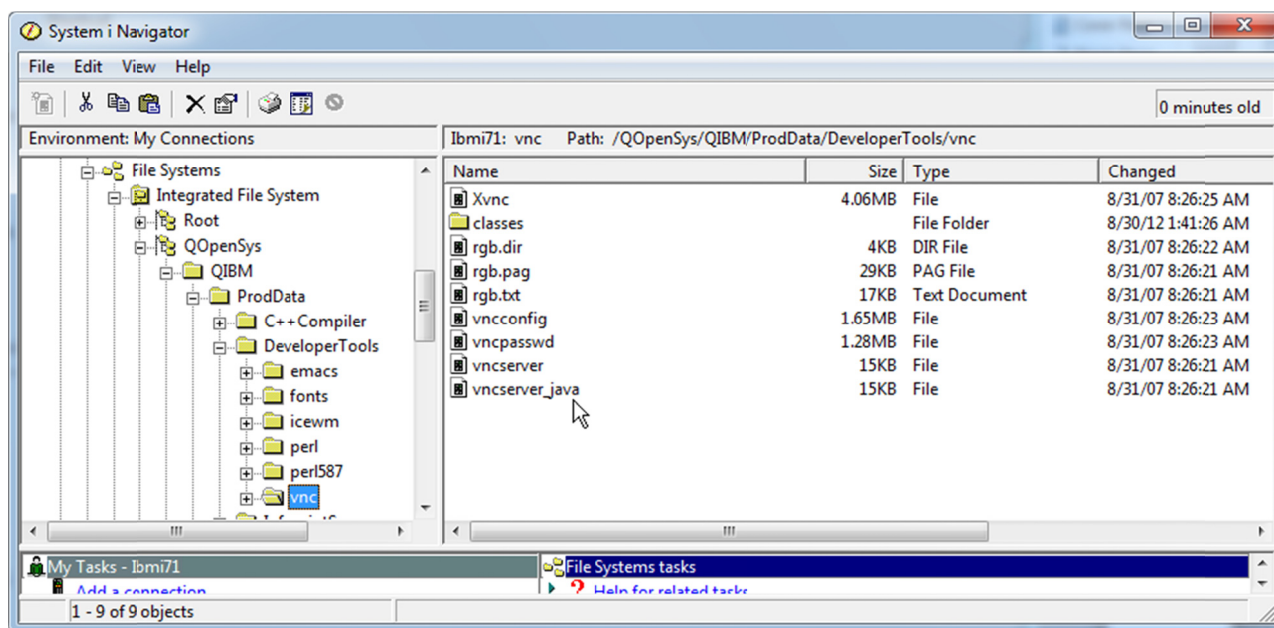 System i Navigator
File Edit View Help
0 minutes old
Environment: My Connections
Ibmi71: vnc Path: /QOpenSys/QIBM/ProdData/DeveloperTools/vnc
File Systems
Integrated File System
Root
QOpenSys
QIBM
ProdData
C++Compiler
DeveloperTools
emacs
fonts
icewm
perl
perl587
vnc
Name Size Type Changed
Xvnc 4.06MB File 8/31/07 8:26:25 AM
classes File Folder 8/30/12 1:41:26 AM
rgb.dir 4KB DIR File 8/31/07 8:26:22 AM
rgb.pag 29KB PAG File 8/31/07 8:26:21 AM
rgb.txt 17KB Text Document 8/31/07 8:26:21 AM
vncconfig 1.65MB File 8/31/07 8:26:23 AM
vncpasswd 1.28MB File 8/31/07 8:26:23 AM
vncserver 15KB File 8/31/07 8:26:21 AM
vncserver_java 15KB File 8/31/07 8:26:21 AM
My Tasks - Ibmi71
Add a connection
File Systems tasks
Help for related tasks
1 - 9 of 9 objects